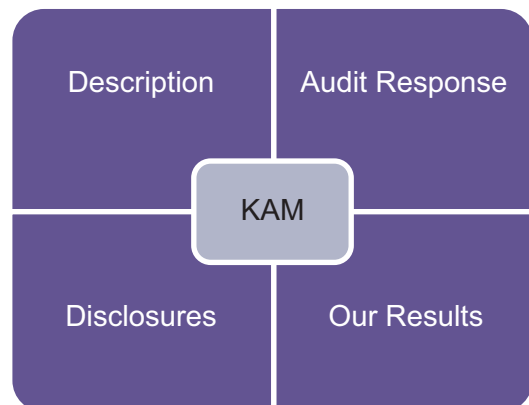 Description
Audit Response
KAM
Disclosures
Our Results